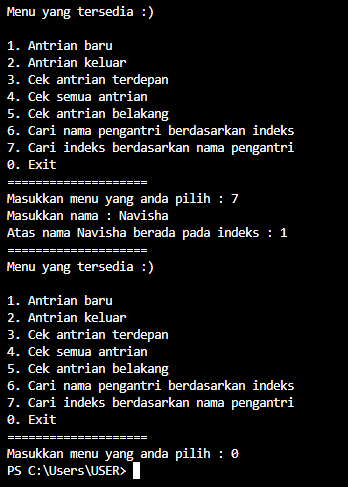 Menu yang tersedia :)
1. Antrian baru
2. Antrian keluar
3. Cek antrian terdepan
4. Cek semua antrian
5. Cek antrian belakang
6. Cari nama pengantri berdasarkan indeks
7. Cari indeks berdasarkan nama pengantri
0. Exit
====================
Masukkan menu yang anda pilih : 7
Masukkan nama : Navisha
Atas nama Navisha berada pada indeks : 1
====================
Menu yang tersedia :)
1. Antrian baru
2. Antrian keluar
3. Cek antrian terdepan
4. Cek semua antrian
5. Cek antrian belakang
6. Cari nama pengantri berdasarkan indeks
7. Cari indeks berdasarkan nama pengantri
0. Exit
====================
Masukkan menu yang anda pilih : 0
PS C:\Users\USER>